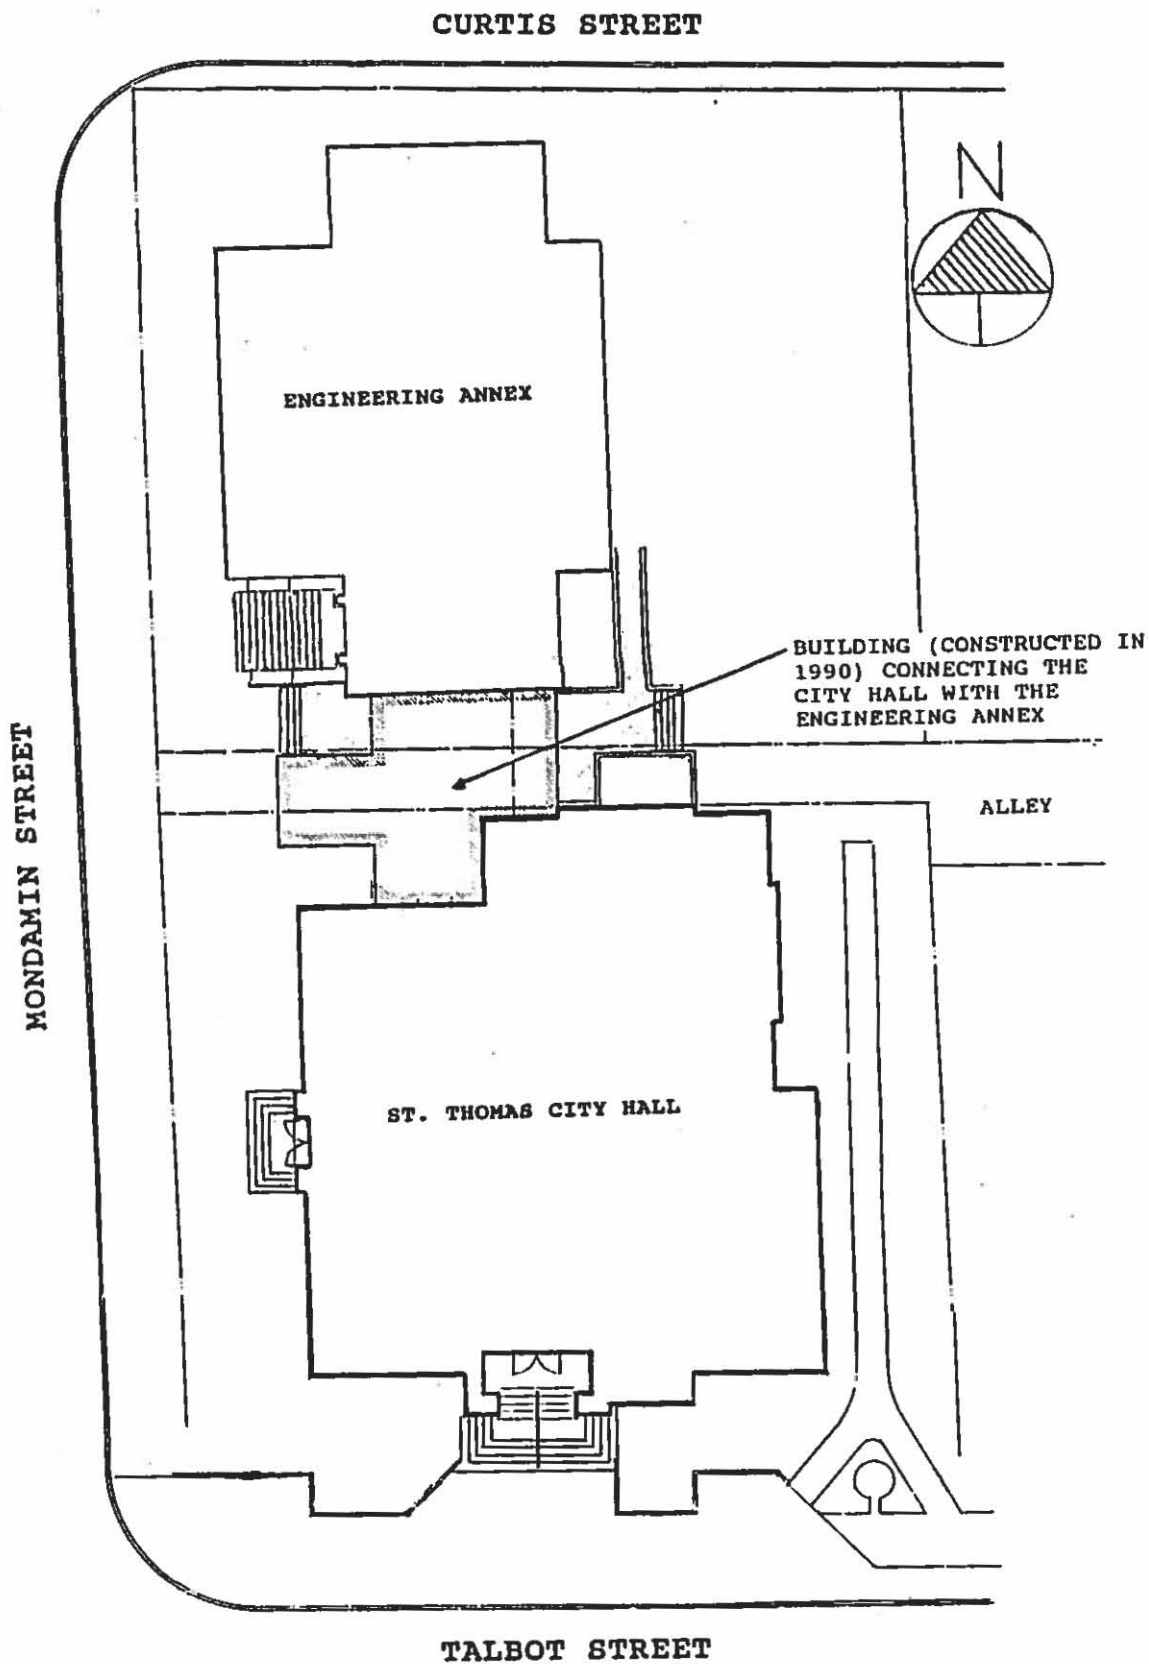 CURTIS STREET
N
ENGINEERING ANNEX
BUILDING (CONSTRUCTED IN
1990) CONNECTING THE
CITY HALL WITH THE
ENGINEERING ANNEX
ALLEY
MONDAMIN STREET
ST. THOMAS CITY HALL
TALBOT STREET